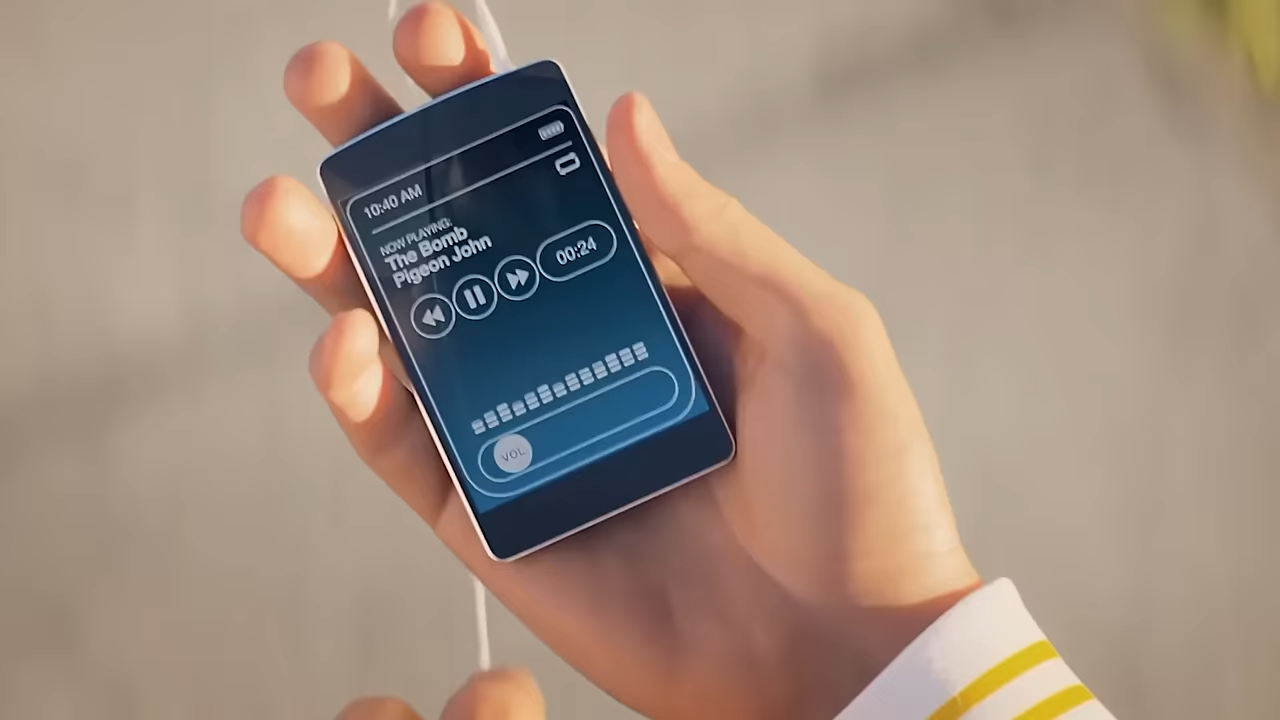 10:40 AM
NOW PLAYING:
The Bomb
Pigeon John
00:24
VOL